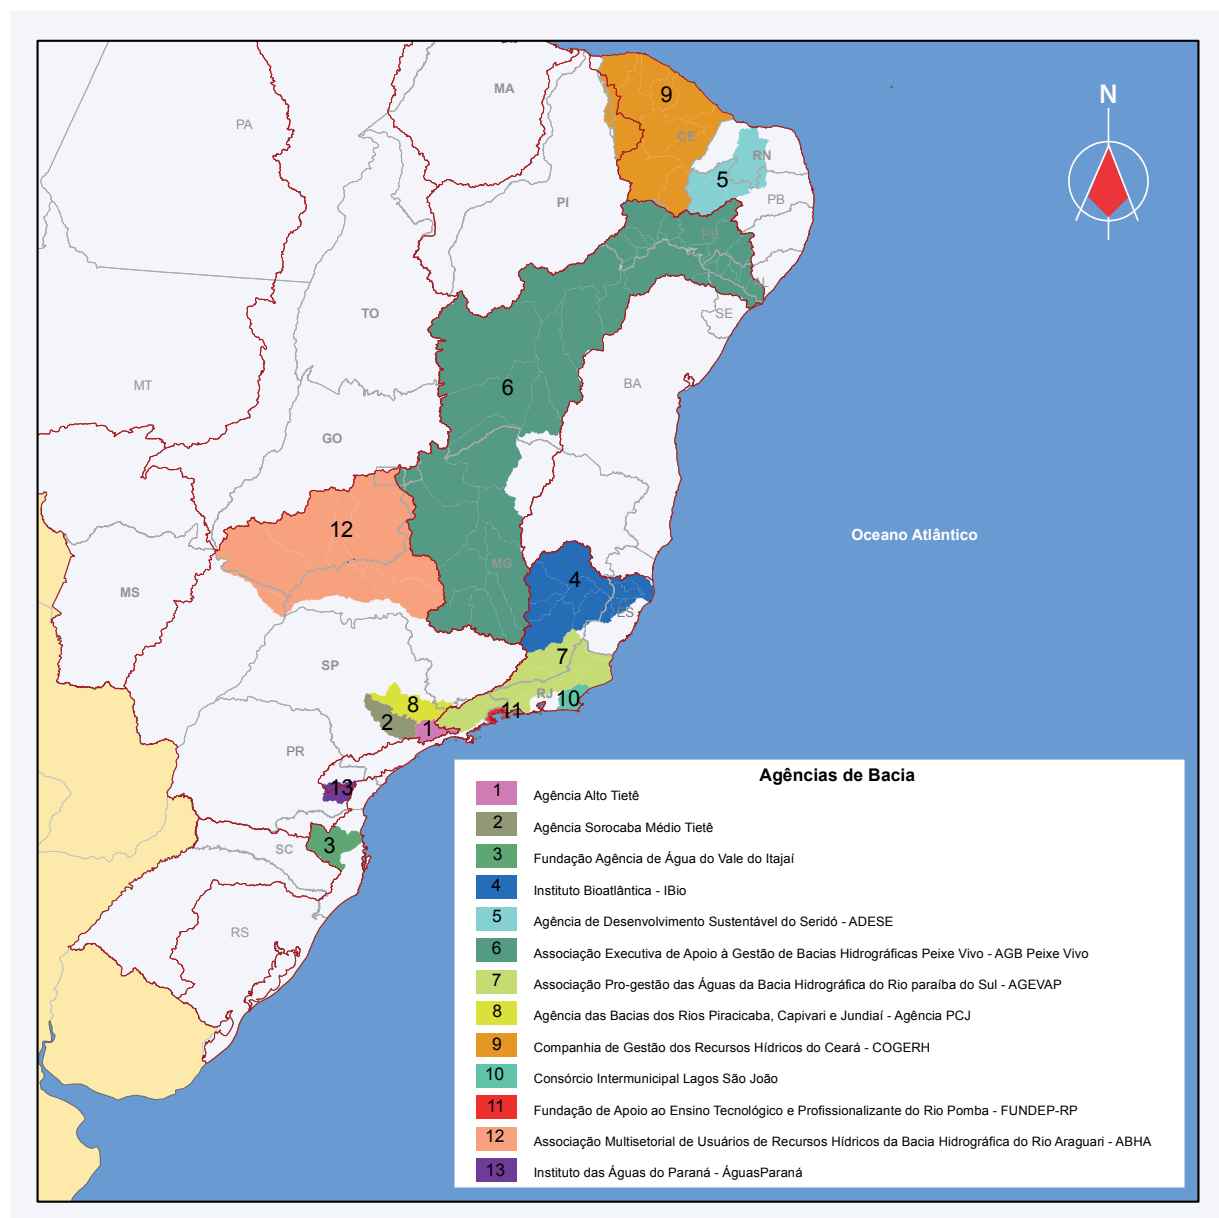 MA
9
N
PA
CE
RN
5
PB
PI
PE
AL
TO
SE
MT
6
BA
GO
12
Oceano Atlântico
MG
4
MS
ES
7
SP
RJ
10
8
11
2
1
PR
13
3
SC
RS
Agências de Bacia
1 Agência Alto Tietê
2 Agência Sorocaba Médio Tietê
3 Fundação Agência de Água do Vale do Itajaí
4 Instituto Bioatlântica - IBio
5 Agência de Desenvolvimento Sustentável do Seridó - ADESE
6 Associação Executiva de Apoio à Gestão de Bacias Hidrográficas Peixe Vivo - AGB Peixe Vivo
7 Associação Pro-gestão das Águas da Bacia Hidrográfica do Rio paraíba do Sul - AGEVAP
8 Agência das Bacias dos Rios Piracicaba, Capivari e Jundiaí - Agência PCJ
9 Companhia de Gestão dos Recursos Hídricos do Ceará - COGERH
10 Consórcio Intermunicipal Lagos São João
11 Fundação de Apoio ao Ensino Tecnológico e Profissionalizante do Rio Pomba - FUNDEP-RP
12 Associação Multisetorial de Usuários de Recursos Hídricos da Bacia Hidrográfica do Rio Araguari - ABHA
13 Instituto das Águas do Paraná - ÁguasParaná